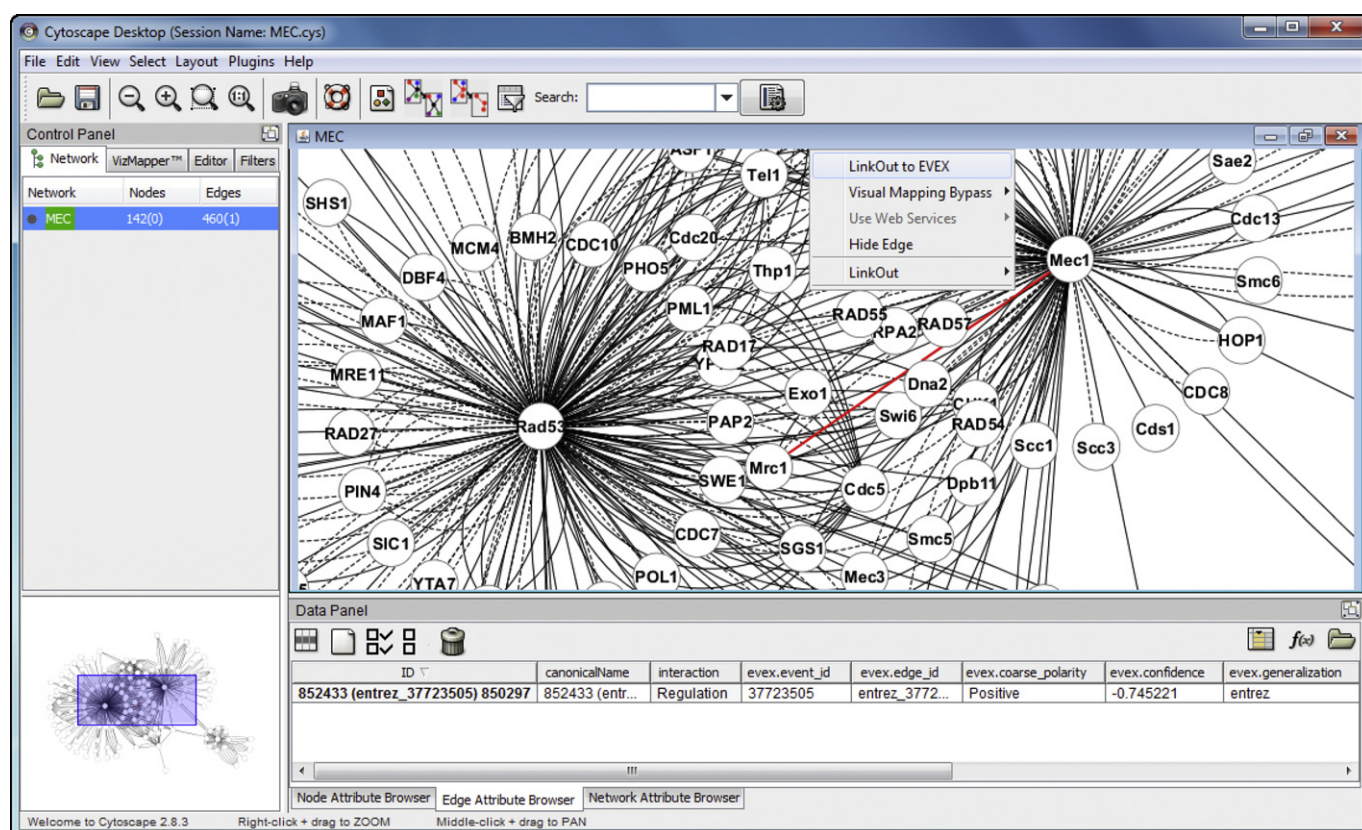 Cytoscape Desktop (Session Name: MEC.cys)
File Edit View Select Layout Plugins Help
Search:
Control Panel
Network VizMapper™ Editor Filters
Network Nodes Edges
MEC 142(0) 460(1)
MEC
LinkOut to EVEX
Visual Mapping Bypass
Use Web Services
Hide Edge
LinkOut
ASF1
Tel1
Sae2
SHS1
Cdc13
MCM4
BMH2
CDC10
Cdc20
Mec1
DBF4
PHO5
Thp1
Smc6
MAF1
PML1
RAD55
RPA2
RAD57
HOP1
RAD17
MRE11
Exo1
Dna2
CDC8
Rad53
PAP2
Swi6
RAD54
RAD27
Scc1
Scc3
Cds1
PIN4
SWE1
Mrc1
Cdc5
Dpb11
SIC1
CDC7
SGS1
Smc5
YTA7
POL1
Mec3
Data Panel
f(x)
ID canonicalName interaction evex.event_id evex.edge_id evex.coarse_polarity evex.confidence evex.generalization
852433 (entrez_37723505) 850297 852433 (entr... Regulation 37723505 entrez_3772... Positive -0.745221 entrez
Node Attribute Browser Edge Attribute Browser Network Attribute Browser
Welcome to Cytoscape 2.8.3 Right-click + drag to ZOOM Middle-click + drag to PAN